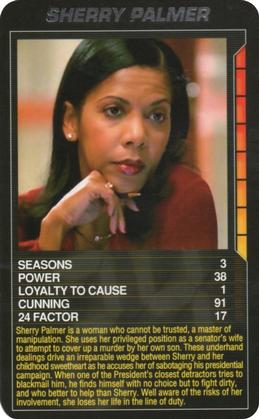 SHERRY PALMER
SEASONS 3
POWER 38
LOYALTY TO CAUSE 1
CUNNING 91
24 FACTOR 17
Sherry Palmer is a woman who cannot be trusted, a master of
manipulation. She uses her privileged position as a senator's wife
to attempt to cover up a murder by her own son. These underhand
dealings drive an irreparable wedge between Sherry and her
childhood sweetheart as he accuses her of sabotaging his presidential
campaign. When one of the President's closest detractors tries to
blackmail him, he finds himself with no choice but to fight dirty,
and who better to help than Sherry. Well aware of the risks of her
involvement, she loses her life in the line of duty.